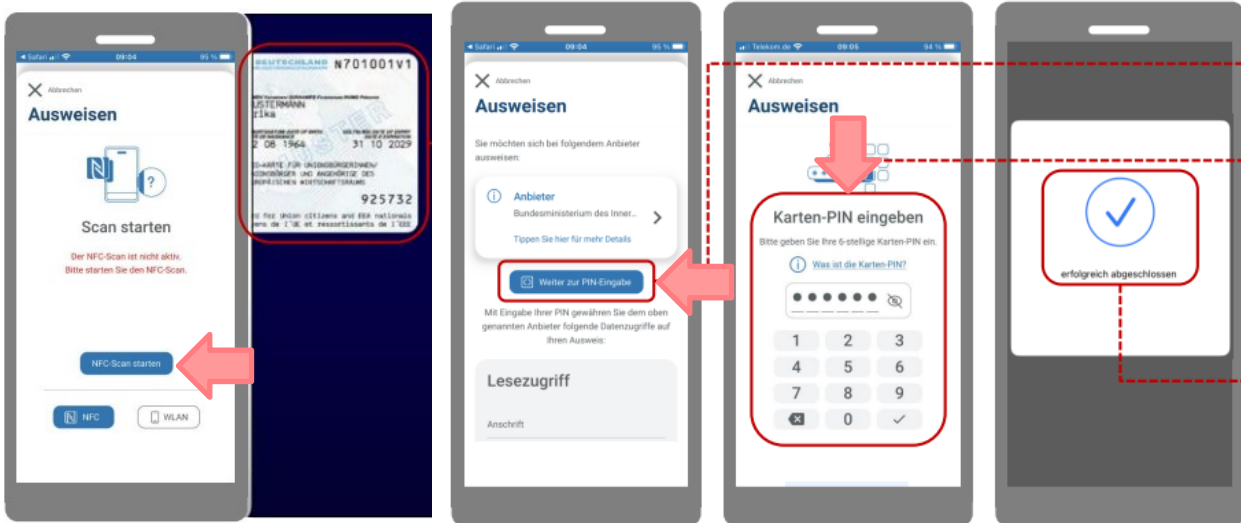 Safari
09:04
95 %
Abbrechen
Ausweisen
Scan starten
Der NFC-Scan ist nicht aktiv.
Bitte starten Sie den NFC-Scan.
NFC-Scan starten
NFC
WLAN
DEUTSCHLAND N701001V1
USTERMANN
rika
2 08 1964 31 10 2029
925732
Safari
09:04
95 %
Abbrechen
Ausweisen
Sie möchten sich bei folgendem Anbieter
ausweisen:
Anbieter
Bundesministerium des Inner..
Tippen Sie hier für mehr Details
Weiter zur PIN-Eingabe
Mit Eingabe Ihrer PIN gewähren Sie dem oben
genannten Anbieter folgende Datenzugriffe auf
Ihren Ausweis:
Lesezugriff
Anschrift
Telekom.de
09:05
94 %
Abbrechen
Ausweisen
Karten-PIN eingeben
Bitte geben Sie Ihre 6-stellige Karten-PIN ein.
Was ist die Karten-PIN?
1 2 3
4 5 6
7 8 9
0
erfolgreich abgeschlossen